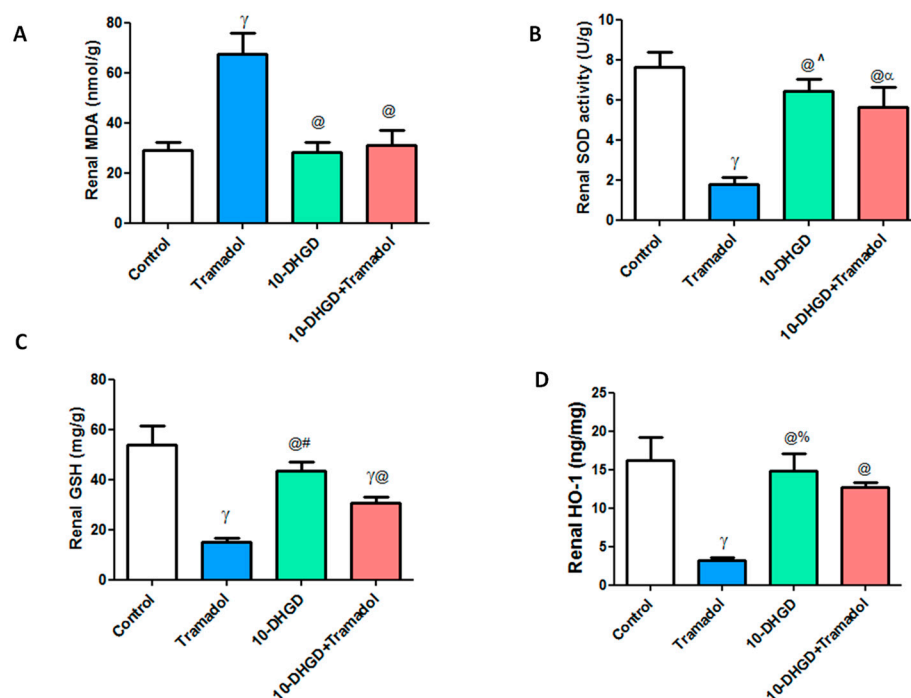 A
Renal MDA (nmol/g)
80
60
40
20
0
γ
@
@
Control
Tramadol
10-DHGD
10-DHGD+Tramadol
B
Renal SOD activity (U/g)
10
8
6
4
2
0
γ
@^
@α
Control
Tramadol
10-DHGD
10-DHGD+Tramadol
C
Renal GSH (mg/g)
80
60
40
20
0
γ
@#
γ@
Control
Tramadol
10-DHGD
10-DHGD+Tramadol
D
Renal HO-1 (ng/mg)
25
20
15
10
5
0
γ
@%
@
Control
Tramadol
10-DHGD
10-DHGD+Tramadol